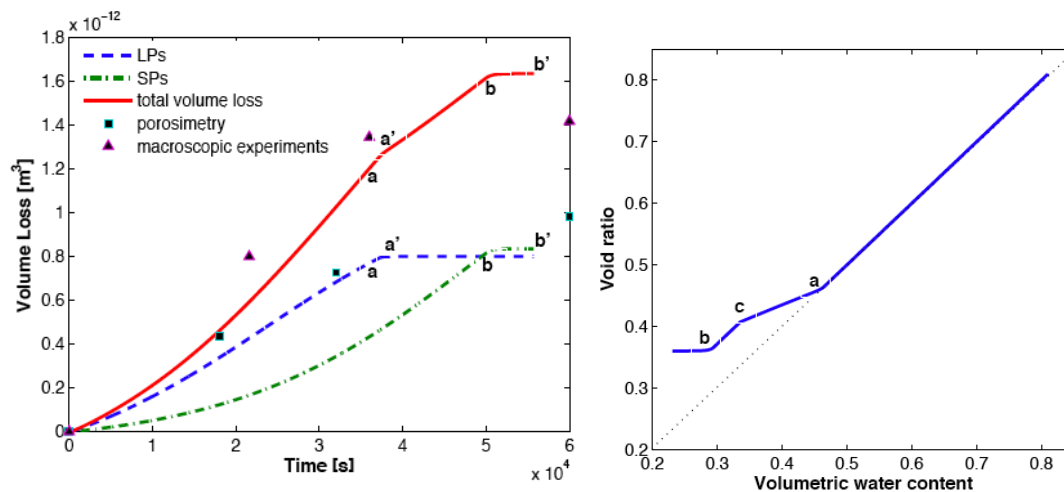 × 10⁻¹²
1.8
1.6
1.4
1.2
1
0.8
0.6
0.4
0.2
0
Volume Loss [m³]
LPs
SPs
total volume loss
porosimetry
macroscopic experiments
b'
b
a'
a
a'
a
b'
b
0 1 2 3 4 5 6
Time [s]
× 10⁴
0.8
0.7
0.6
0.5
0.4
0.3
0.2
Void ratio
a
c
b
0.2 0.3 0.4 0.5 0.6 0.7 0.8
Volumetric water content